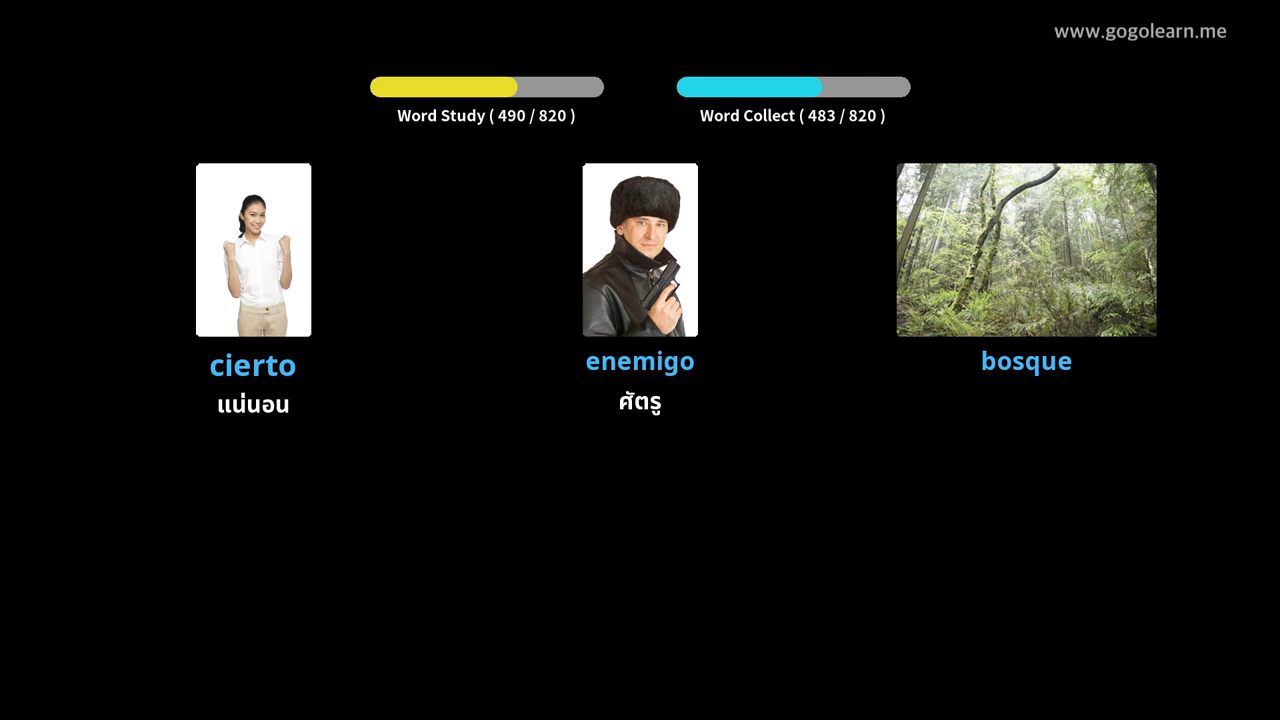 www.gogolearn.me
Word Study ( 490 / 820 )
Word Collect ( 483 / 820 )
cierto
แน่นอน
enemigo
ศัตรู
bosque